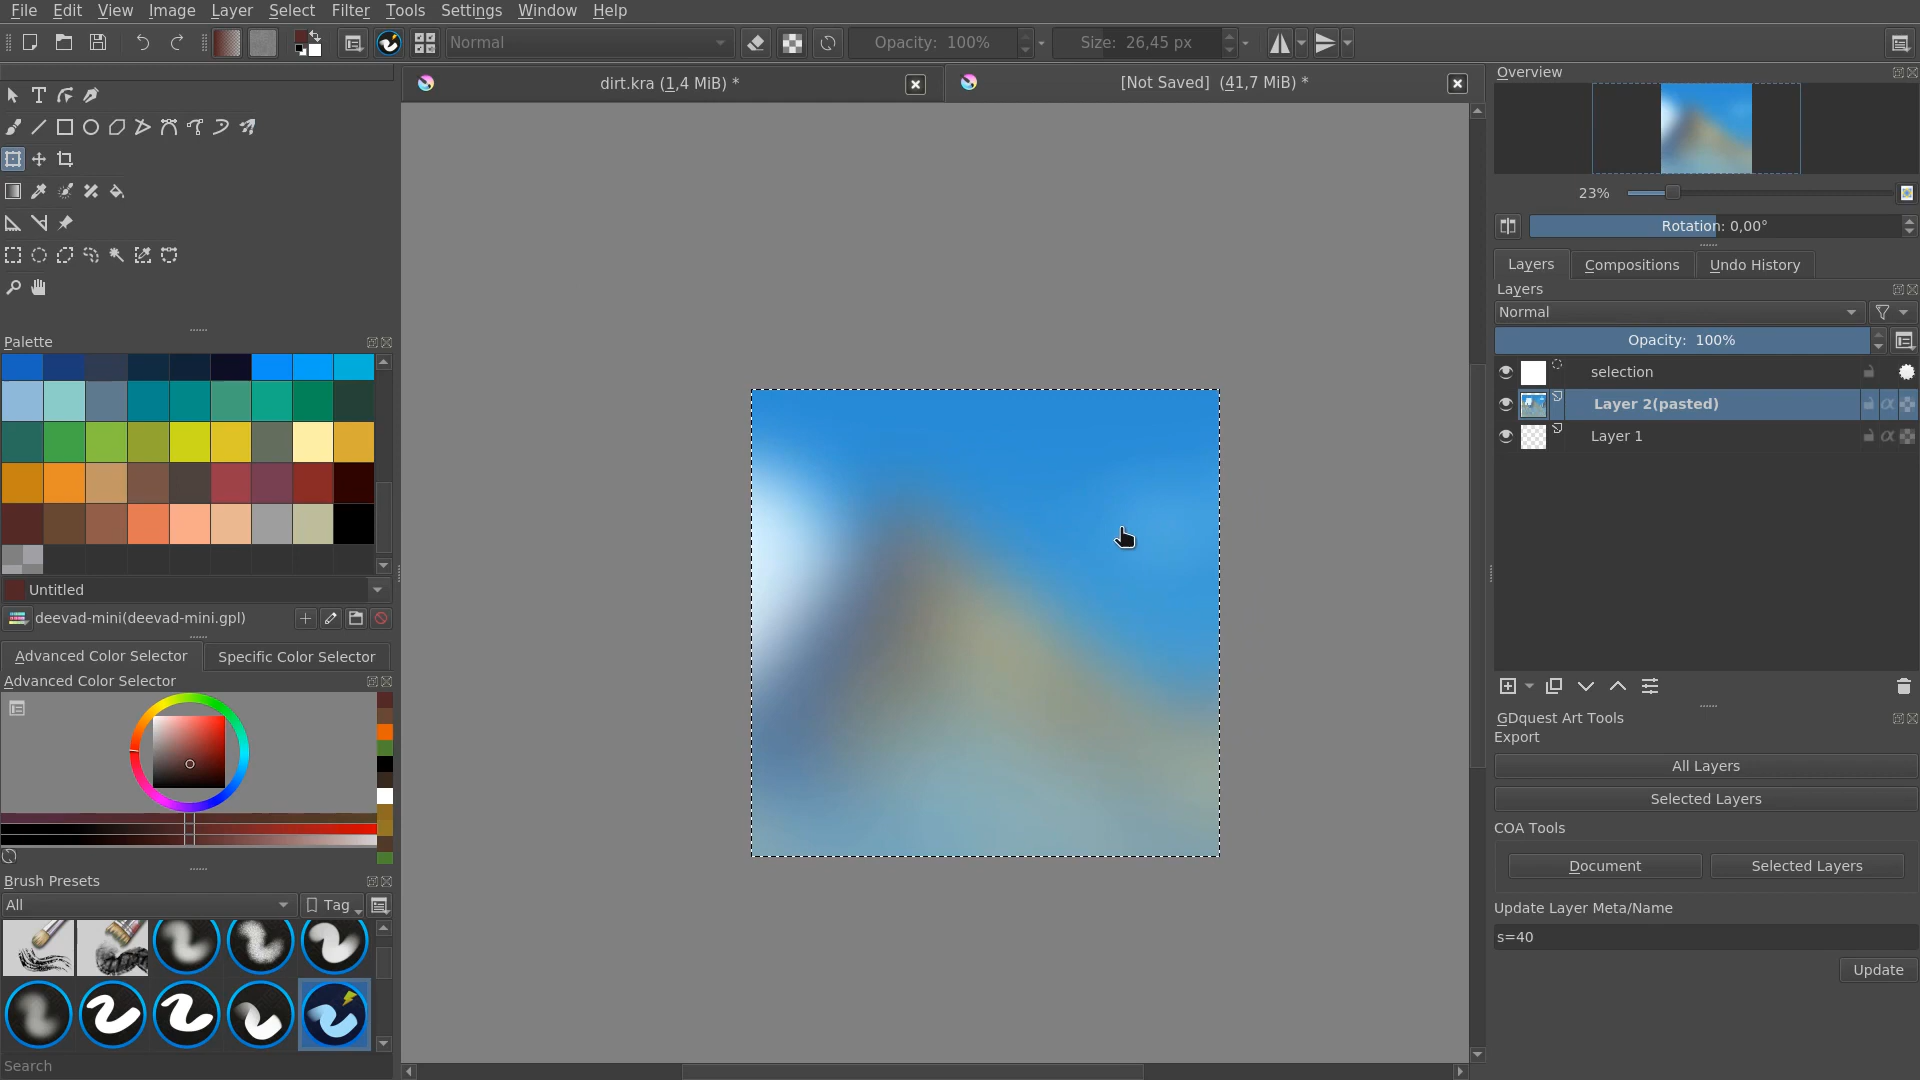 File Edit View Image Layer Select Filter Tools Settings Window Help
Normal Opacity: 100% Size: 26,45 px
dirt.kra (1,4 MiB) * [Not Saved] (41,7 MiB) *
Overview
23%
Rotation: 0,00°
Layers Compositions Undo History
Layers
Normal
Opacity: 100%
selection
Layer 2(pasted)
Layer 1
GDquest Art Tools
Export
All Layers
Selected Layers
COA Tools
Document Selected Layers
Update Layer Meta/Name
s=40
Update
Palette
Untitled
deevad-mini(deevad-mini.gpl)
Advanced Color Selector Specific Color Selector
Advanced Color Selector
Brush Presets
All Tag
Search